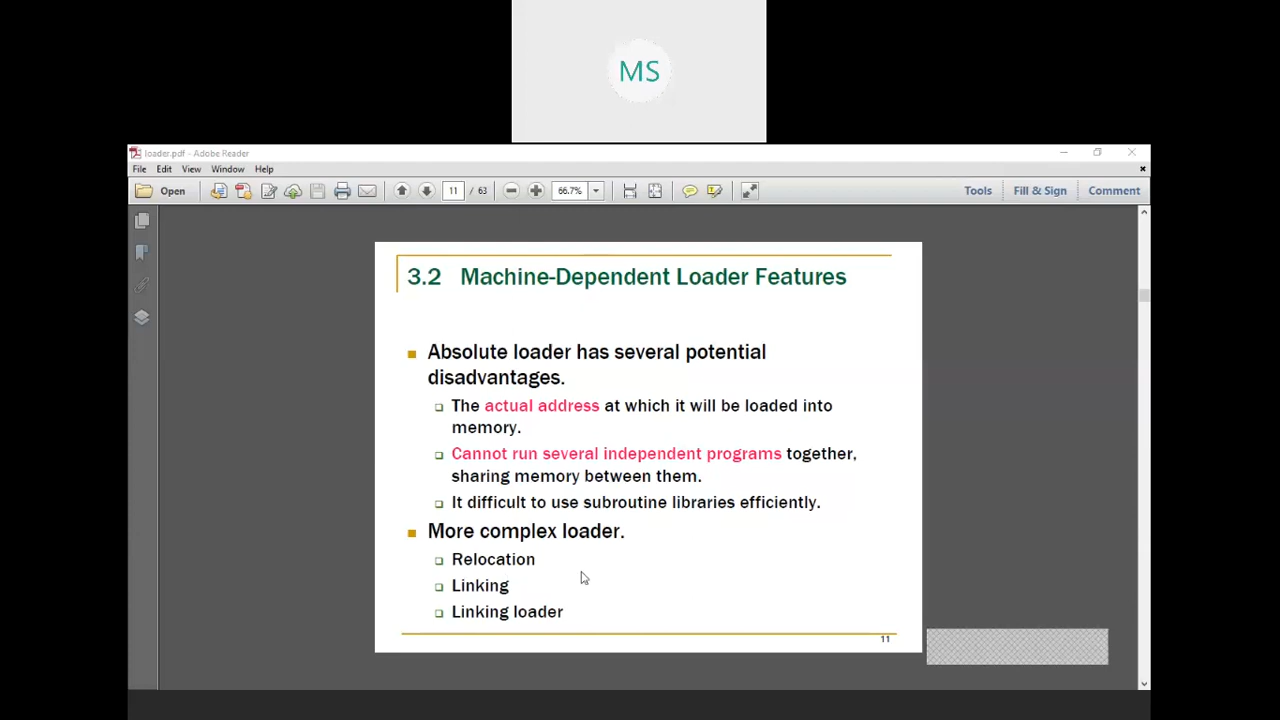 MS
loader.pdf - Adobe Reader
File Edit View Window Help
Open 11 / 63 66.7% Tools Fill & Sign Comment
3.2 Machine-Dependent Loader Features
Absolute loader has several potential
disadvantages.
The actual address at which it will be loaded into
memory.
Cannot run several independent programs together,
sharing memory between them.
It difficult to use subroutine libraries efficiently.
More complex loader.
Relocation
Linking
Linking loader
11